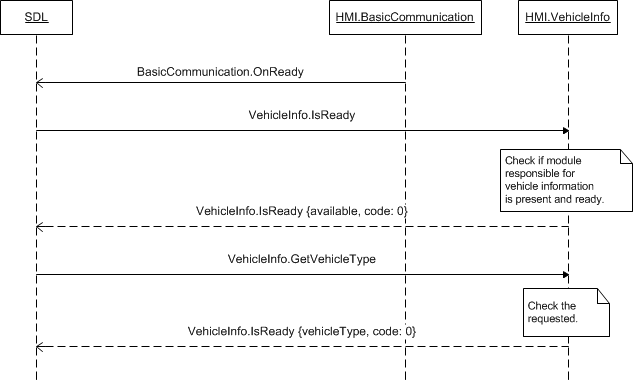 SDL
HMI.BasicCommunication
HMI.VehicleInfo
BasicCommunication.OnReady
VehicleInfo.IsReady
Check if module
responsible for
vehicle information
is present and ready.
VehicleInfo.IsReady {available, code: 0}
VehicleInfo.GetVehicleType
Check the
requested.
VehicleInfo.IsReady {vehicleType, code: 0}